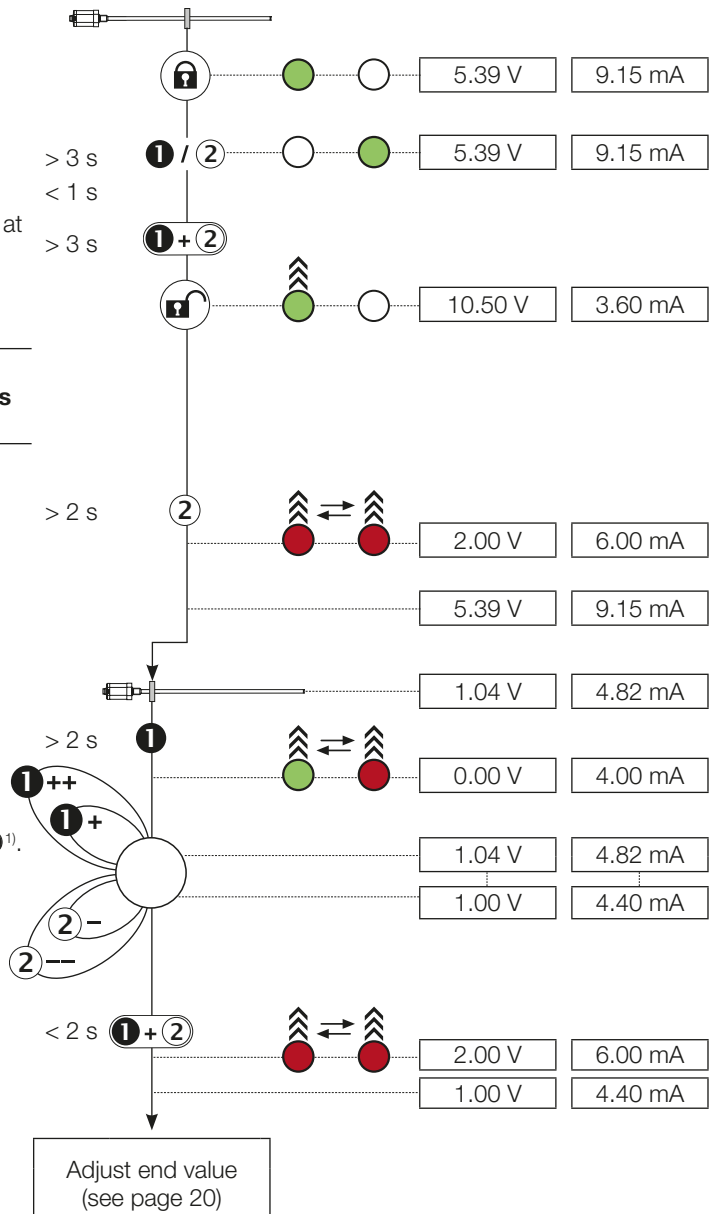 5.39 V 9.15 mA
> 3 s 1 / 2 5.39 V 9.15 mA
< 1 s
at
> 3 s 1 + 2
10.50 V 3.60 mA
s
> 2 s 2
2.00 V 6.00 mA
5.39 V 9.15 mA
1.04 V 4.82 mA
> 2 s 1
1 ++ 0.00 V 4.00 mA
1 +
1).
1.04 V 4.82 mA
1.00 V 4.40 mA
2 –
2 ––
< 2 s 1 + 2
2.00 V 6.00 mA
1.00 V 4.40 mA
Adjust end value
(see page 20)